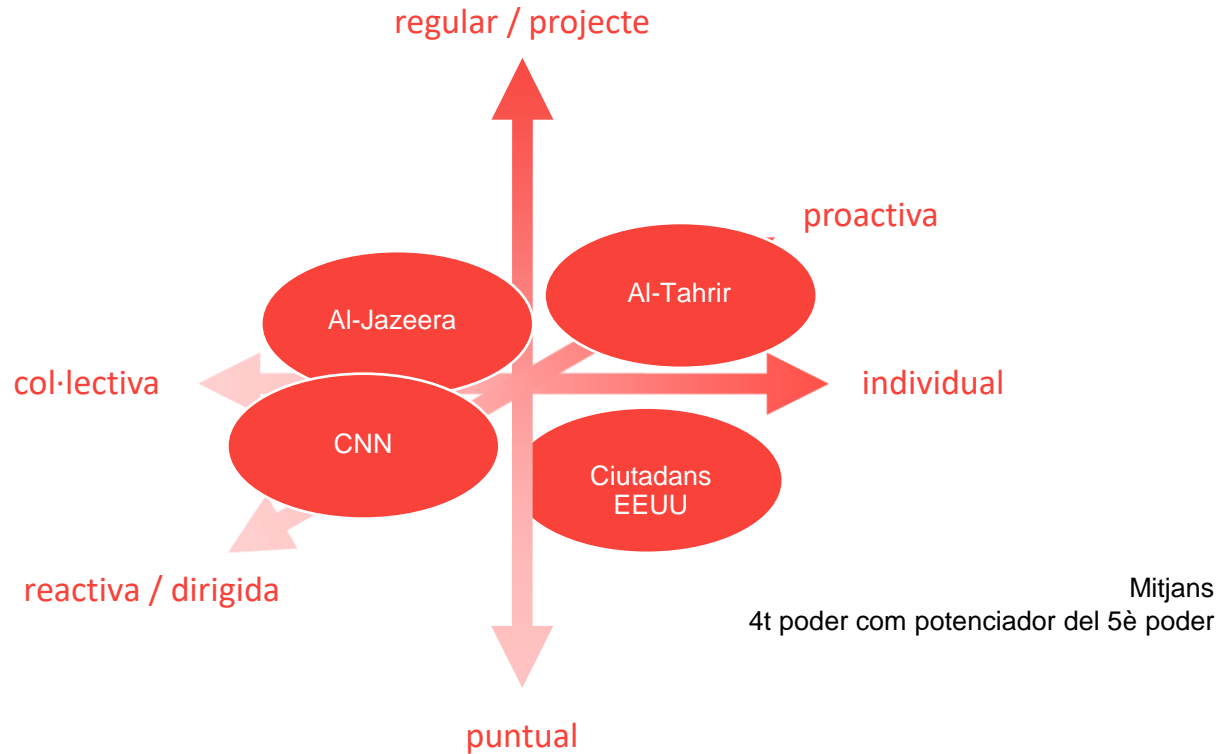 regular / projecte
proactiva
Al-Tahrir
Al-Jazeera
col·lectiva
individual
CNN
Ciutadans
EEUU
reactiva / dirigida
Mitjans
4t poder com potenciador del 5è poder
puntual